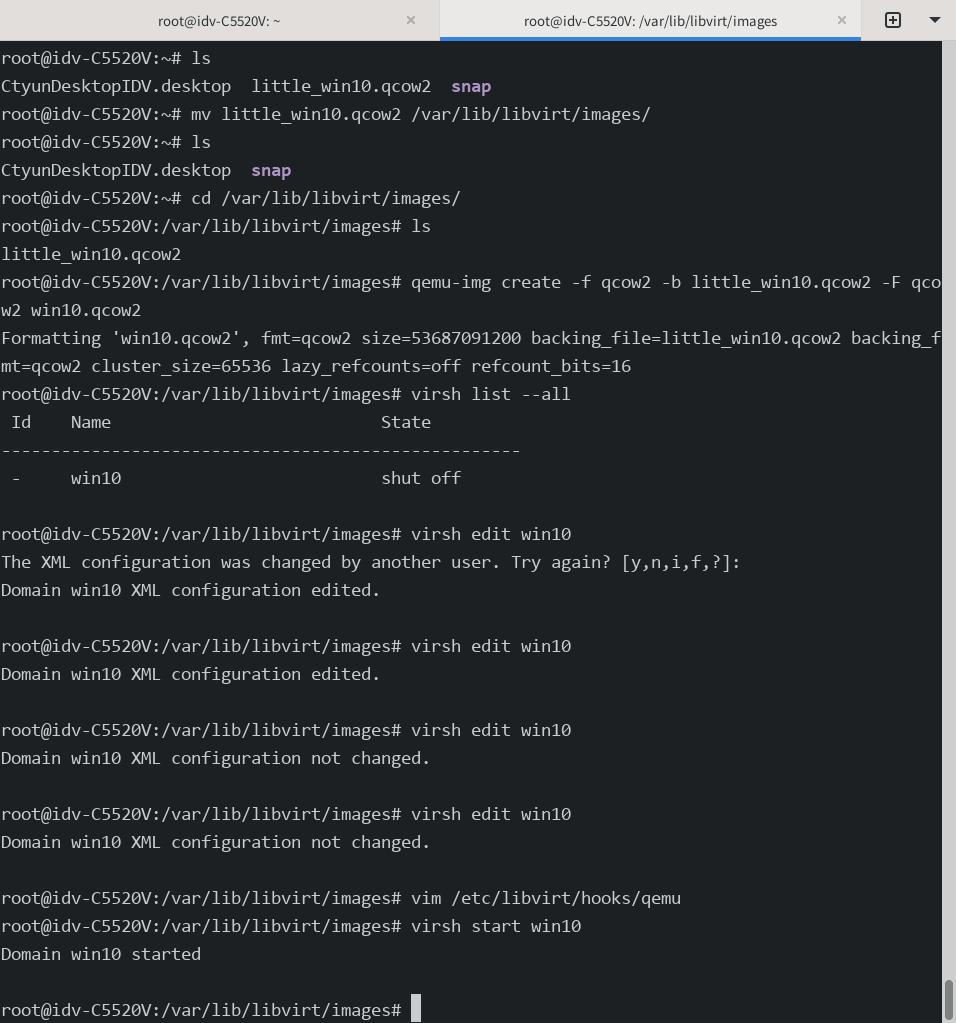 root@idv-C5520V: ~
root@idv-C5520V: /var/lib/libvirt/images
root@idv-C5520V:~# ls
CtyunDesktopIDV.desktop  little_win10.qcow2  snap
root@idv-C5520V:~# mv little_win10.qcow2 /var/lib/libvirt/images/
root@idv-C5520V:~# ls
CtyunDesktopIDV.desktop  snap
root@idv-C5520V:~# cd /var/lib/libvirt/images/
root@idv-C5520V:/var/lib/libvirt/images# ls
little_win10.qcow2
root@idv-C5520V:/var/lib/libvirt/images# qemu-img create -f qcow2 -b little_win10.qcow2 -F qco
w2 win10.qcow2
Formatting 'win10.qcow2', fmt=qcow2 size=53687091200 backing_file=little_win10.qcow2 backing_f
mt=qcow2 cluster_size=65536 lazy_refcounts=off refcount_bits=16
root@idv-C5520V:/var/lib/libvirt/images# virsh list --all
 Id    Name                           State
----------------------------------------------------
 -     win10                          shut off
root@idv-C5520V:/var/lib/libvirt/images# virsh edit win10
The XML configuration was changed by another user. Try again? [y,n,i,f,?]:
Domain win10 XML configuration edited.
root@idv-C5520V:/var/lib/libvirt/images# virsh edit win10
Domain win10 XML configuration edited.
root@idv-C5520V:/var/lib/libvirt/images# virsh edit win10
Domain win10 XML configuration not changed.
root@idv-C5520V:/var/lib/libvirt/images# virsh edit win10
Domain win10 XML configuration not changed.
root@idv-C5520V:/var/lib/libvirt/images# vim /etc/libvirt/hooks/qemu
root@idv-C5520V:/var/lib/libvirt/images# virsh start win10
Domain win10 started
root@idv-C5520V:/var/lib/libvirt/images#